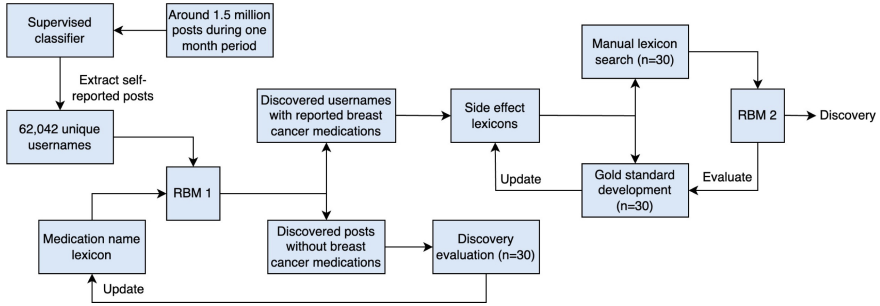 Supervised
classifier
Around 1.5 million
posts during one
month period
Extract self-
reported posts
62,042 unique
usernames
RBM 1
Medication name
lexicon
Update
Discovered usernames
with reported breast
cancer medications
Discovered posts
without breast
cancer medications
Discovery
evaluation (n=30)
Side effect
lexicons
Update
Manual lexicon
search (n=30)
Gold standard
development
(n=30)
Evaluate
RBM 2
Discovery